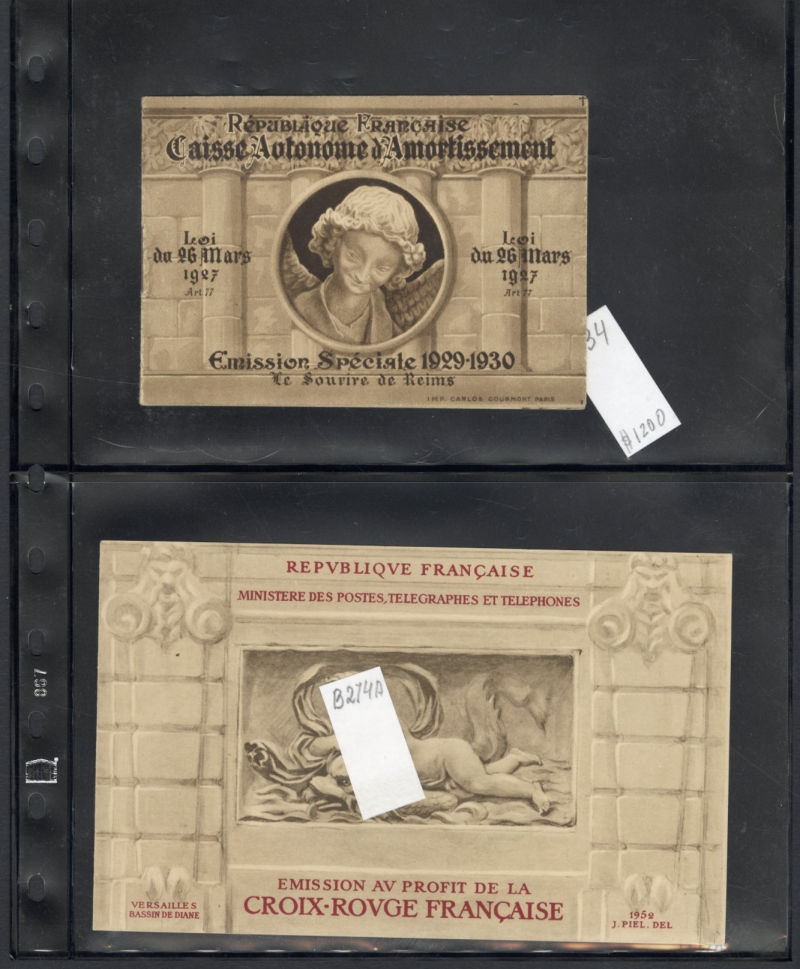 République Française
Caisse Autonome d'Amortissement
Loi
du 26 Mars
1927
Art 77
Loi
du 26 Mars
1927
Art 77
Emission Spéciale 1929-1930
Le Sourire de Reims
IMP. CARLOS COURMONT PARIS
34
#1200
REPVBLIQVE FRANÇAISE
MINISTERE DES POSTES, TELEGRAPHES ET TELEPHONES
B274A
EMISSION AV PROFIT DE LA
CROIX-ROVGE FRANÇAISE
VERSAILLES
BASSIN DE DIANE
1952
J. PIEL. DEL
867